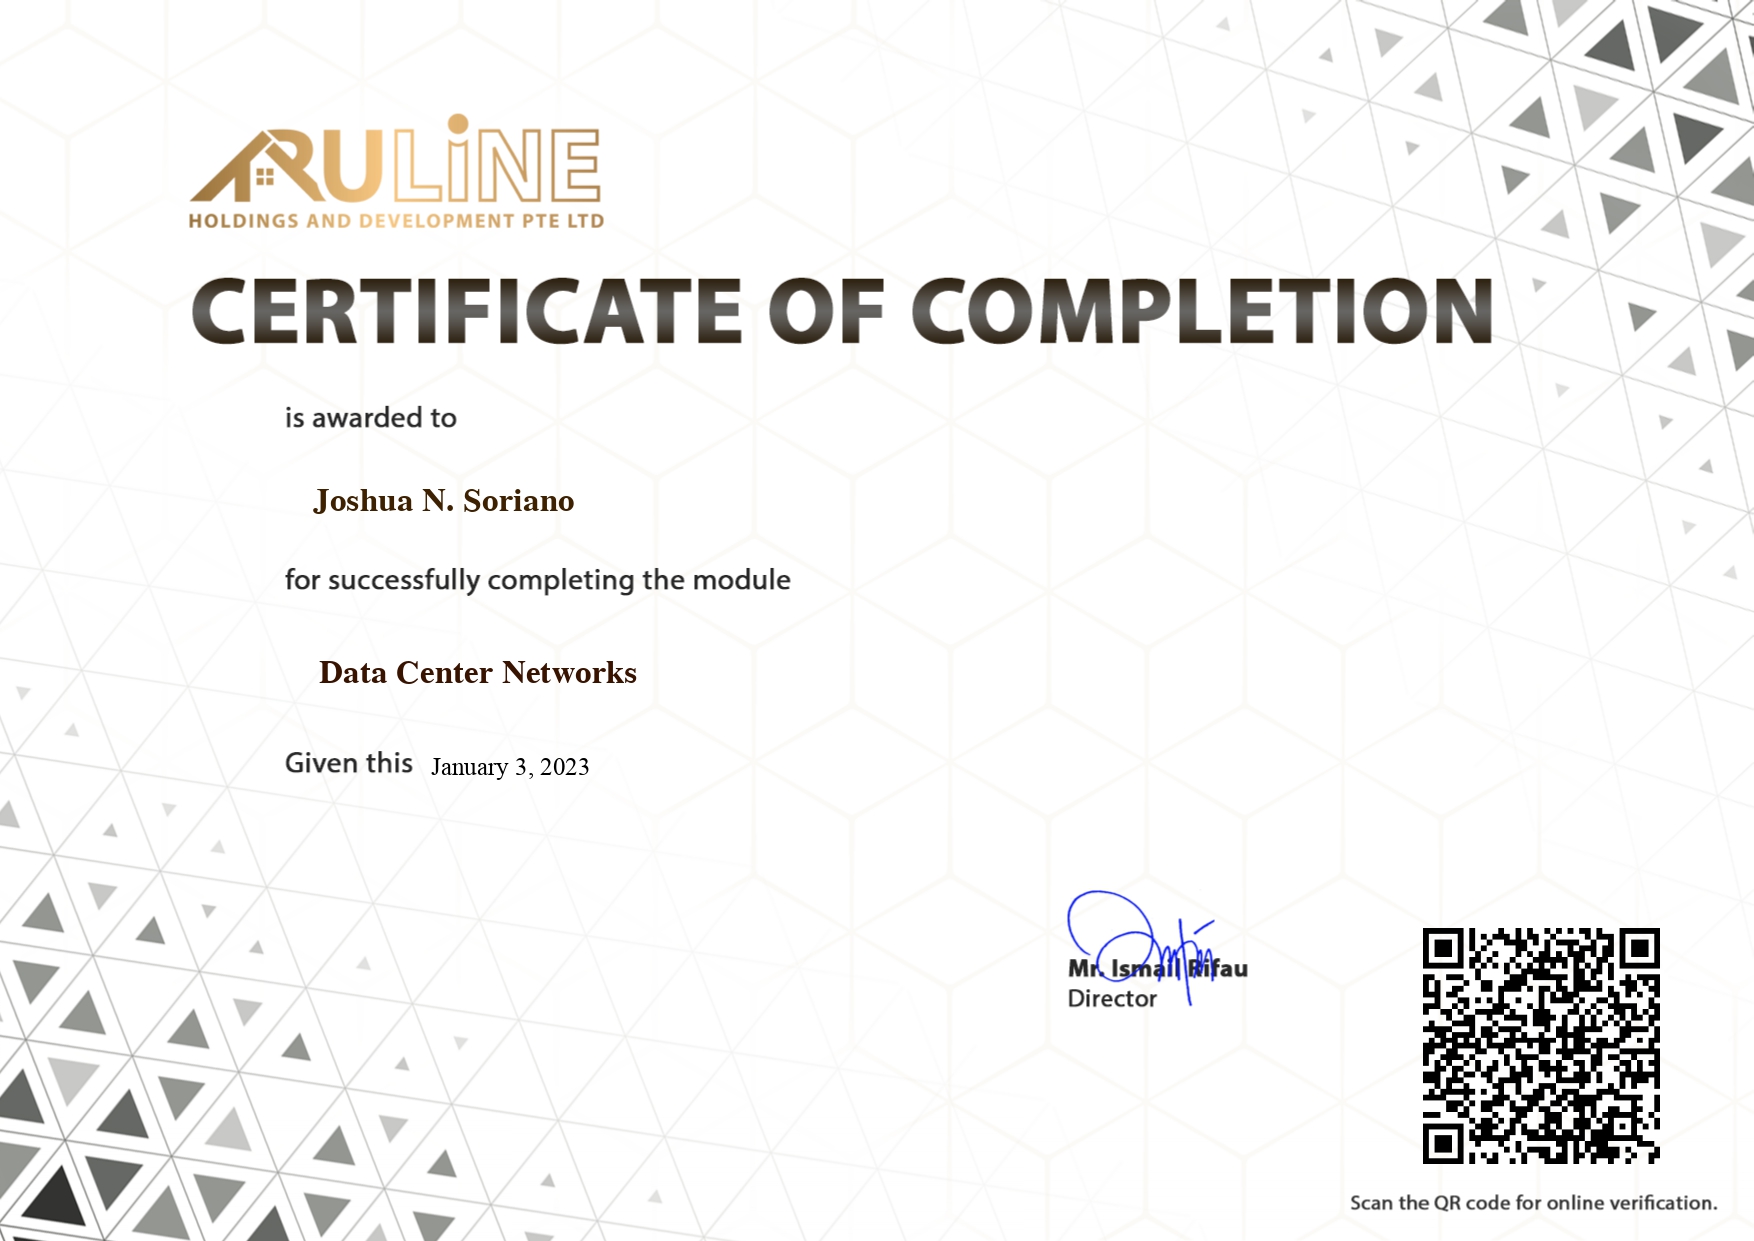 RULiNE
HOLDINGS AND DEVELOPMENT PTE LTD
CERTIFICATE OF COMPLETION
is awarded to
Joshua N. Soriano
for successfully completing the module
Data Center Networks
Given this January 3, 2023
Mr. Ismail Rifau
Director
Scan the QR code for online verification.